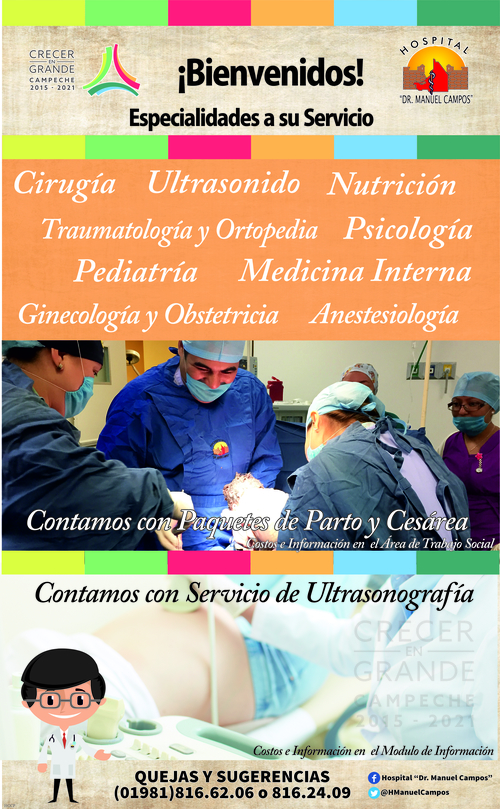 CRECER
EN
GRANDE
CAMPECHE
2015 - 2021
¡Bienvenidos!
Especialidades a su Servicio
HOSPITAL
"DR. MANUEL CAMPOS"
Cirugía Ultrasonido Nutrición
Traumatología y Ortopedia Psicología
Pediatría Medicina Interna
Ginecología y Obstetricia Anestesiología
Contamos con Paquetes de Parto y Cesárea
Costos e Información en el Área de Trabajo Social
Contamos con Servicio de Ultrasonografía
CRECER
EN
GRANDE
CAMPECHE
2015 - 2021
Costos e Información en el Modulo de Información
QUEJAS Y SUGERENCIAS
(01981)816.62.06 o 816.24.09
Hospital "Dr. Manuel Campos"
@HManuelCampos